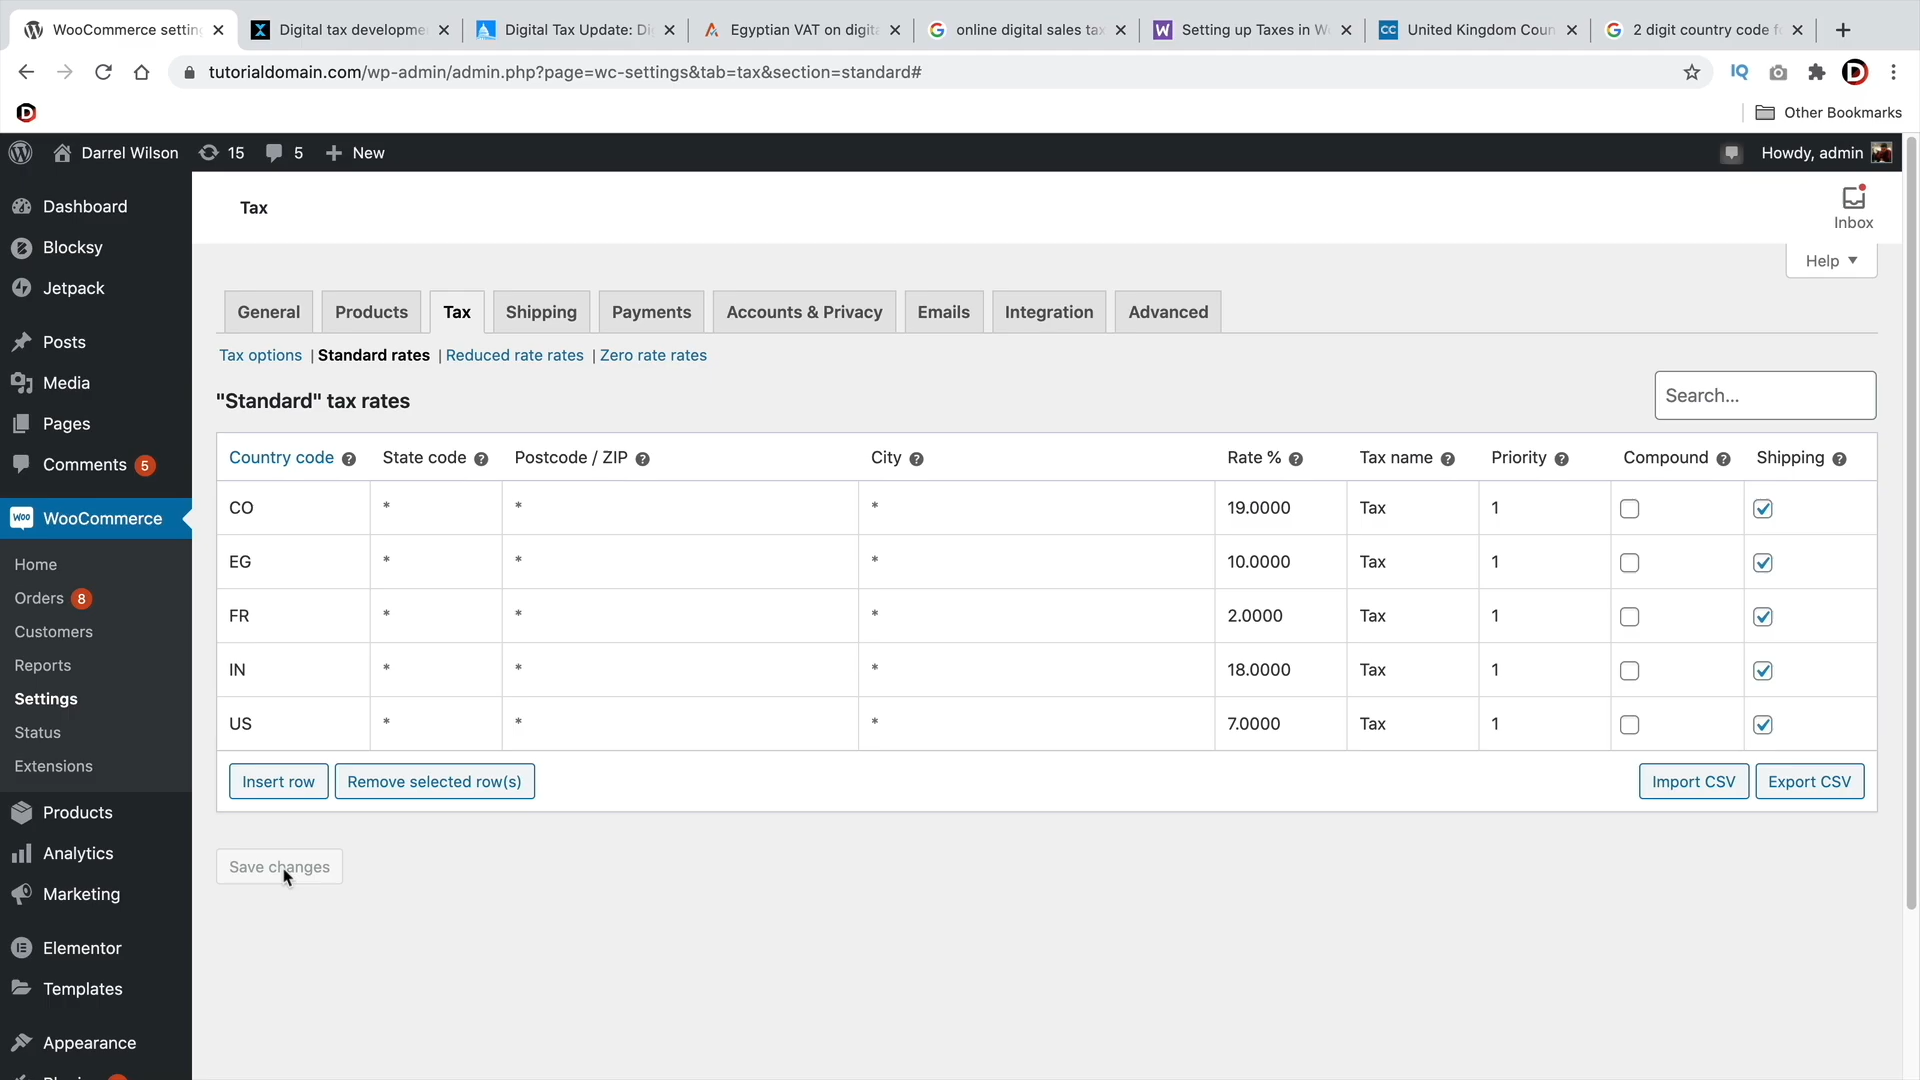 WooCommerce settin
Digital tax developme
Digital Tax Update: Di
Egyptian VAT on digit
online digital sales tax
Setting up Taxes in W
CC United Kingdom Coun
2 digit country code f
tutorialdomain.com/wp-admin/admin.php?page=wc-settings&tab=tax&section=standard#
IQ
D
D
Other Bookmarks
Darrel Wilson 15 5 New
Howdy, admin
Dashboard
Blocksy
Jetpack
Posts
Media
Pages
Comments 5
Woo WooCommerce
Home
Orders 8
Customers
Reports
Settings
Status
Extensions
Products
Analytics
Marketing
Elementor
Templates
Appearance
Tax
Inbox
Help
General Products Tax Shipping Payments Accounts & Privacy Emails Integration Advanced
Tax options | Standard rates | Reduced rate rates | Zero rate rates
"Standard" tax rates
Search...
Country code ? State code ? Postcode / ZIP ? City ? Rate % ? Tax name ? Priority ? Compound ? Shipping ?
CO * * * 19.0000 Tax 1
EG * * * 10.0000 Tax 1
FR * * * 2.0000 Tax 1
IN * * * 18.0000 Tax 1
US * * * 7.0000 Tax 1
Insert row Remove selected row(s) Import CSV Export CSV
Save changes